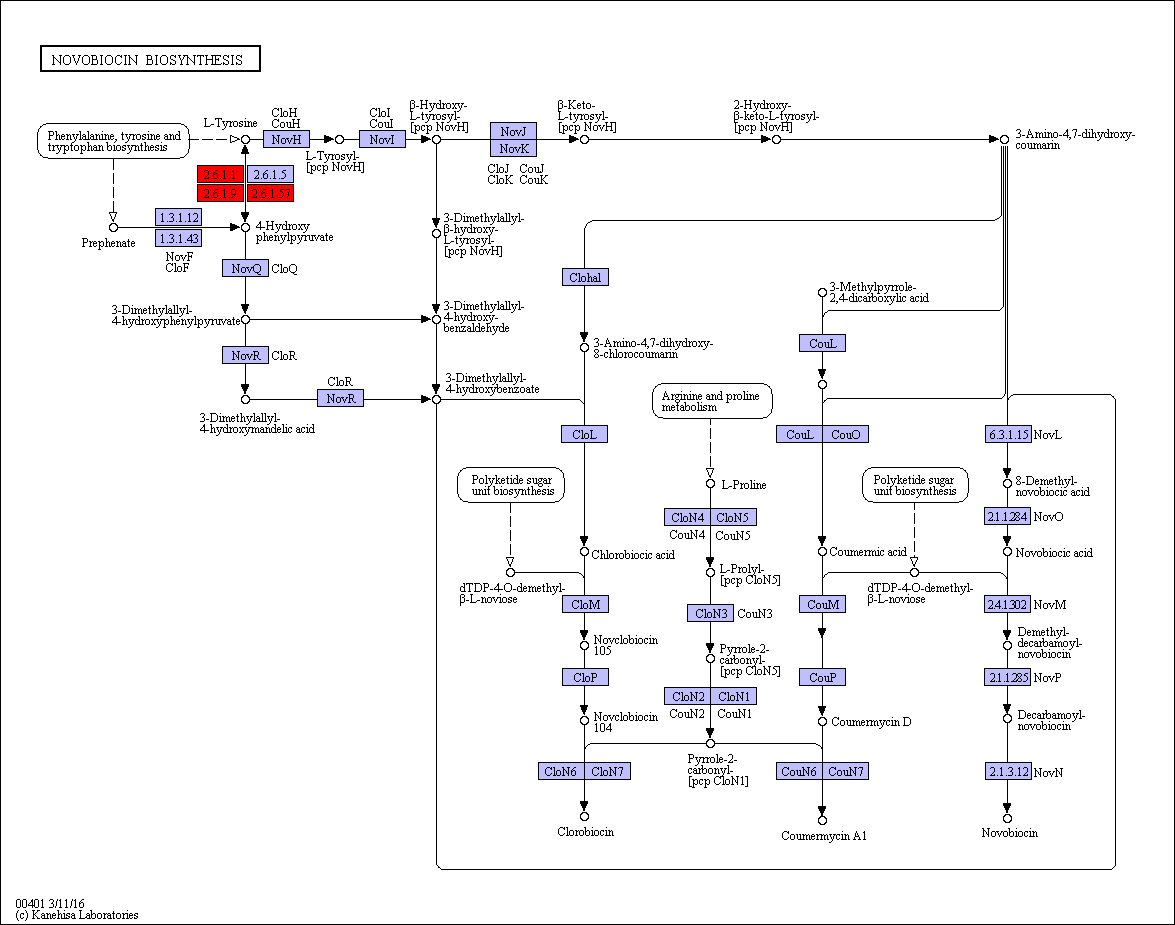 NOVOBIOCIN BIOSYNTHESIS
Phenylalanine, tyrosine and
tryptophan biosynthesis
L-Tyrosine
CloH
CouH
NovH
L-Tyrosyl-
[pcp NovH]
CloI
CouI
NovI
β-Hydroxy-
L-tyrosyl-
[pcp NovH]
NovJ
NovK
CloJ CouJ
CloK CouK
β-Keto-
L-tyrosyl-
[pcp NovH]
2-Hydroxy-
β-keto-L-tyrosyl-
[pcp NovH]
3-Amino-4,7-dihydroxy-
coumarin
2.6.1.1 2.6.1.5
2.6.1.9 2.6.1.57
Prephenate
1.3.1.12
1.3.1.43
NovF
CloF
4-Hydroxy
phenylpyruvate
NovQ CloQ
3-Dimethylallyl-
4-hydroxyphenylpyruvate
NovR CloR
3-Dimethylallyl-
4-hydroxymandelic acid
CloR
NovR
3-Dimethylallyl-
β-hydroxy-
L-tyrosyl-
[pcp NovH]
3-Dimethylallyl-
4-hydroxy-
benzaldehyde
3-Dimethylallyl-
4-hydroxybenzoate
Clohal
3-Amino-4,7-dihydroxy-
8-chlorocoumarin
3-Methylpyrrole-
2,4-dicarboxylic acid
CouL
Arginine and proline
metabolism
CloL
CouL CouO
6.3.1.15 NovL
Polyketide sugar
unif biosynthesis
L-Proline
Polyketide sugar
unif biosynthesis
8-Demethyl-
novobiocic acid
CloN4 CloN5
CouN4 CouN5
2.1.1.284 NovO
Chlorobiocic acid
Coumermic acid
Novobiocic acid
dTDP-4-O-demethyl-
β-L-noviose
L-Prolyl-
[pcp CloN5]
dTDP-4-O-demethyl-
β-L-noviose
CloM
CloN3 CouN3
CouM
2.4.1.302 NovM
Novclobiocin
105
Pyrrole-2-
carbonyl-
[pcp CloN5]
Demethyl-
decarbamoyl-
novobiocin
CloP
CloN2 CloN1
CouN2 CouN1
CouP
2.1.1.285 NovP
Novclobiocin
104
Coumermycin D
Decarbamoyl-
novobiocin
Pyrrole-2-
carbonyl-
[pcp CloN1]
CloN6 CloN7
CouN6 CouN7
2.1.3.12 NovN
Clorobiocin
Coumermycin A1
Novobiocin
00401 3/11/16
(c) Kanehisa Laboratories